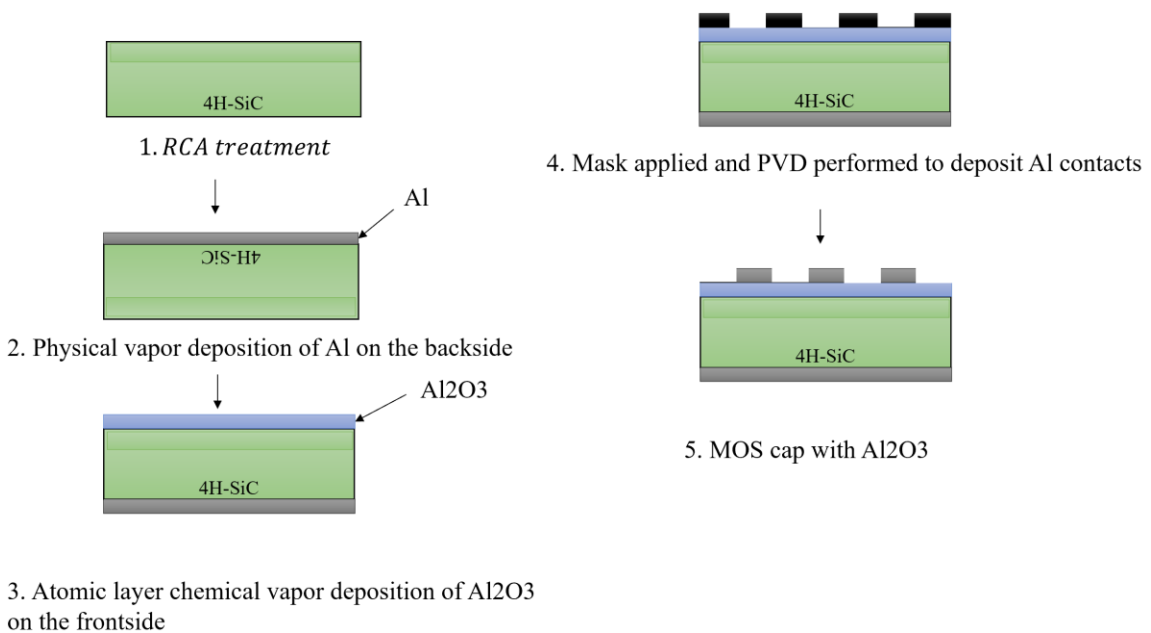 4H-SiC
1. RCA treatment
Al
4H-SiC
2. Physical vapor deposition of Al on the backside
Al2O3
4H-SiC
3. Atomic layer chemical vapor deposition of Al2O3
on the frontside
4H-SiC
4. Mask applied and PVD performed to deposit Al contacts
4H-SiC
5. MOS cap with Al2O3